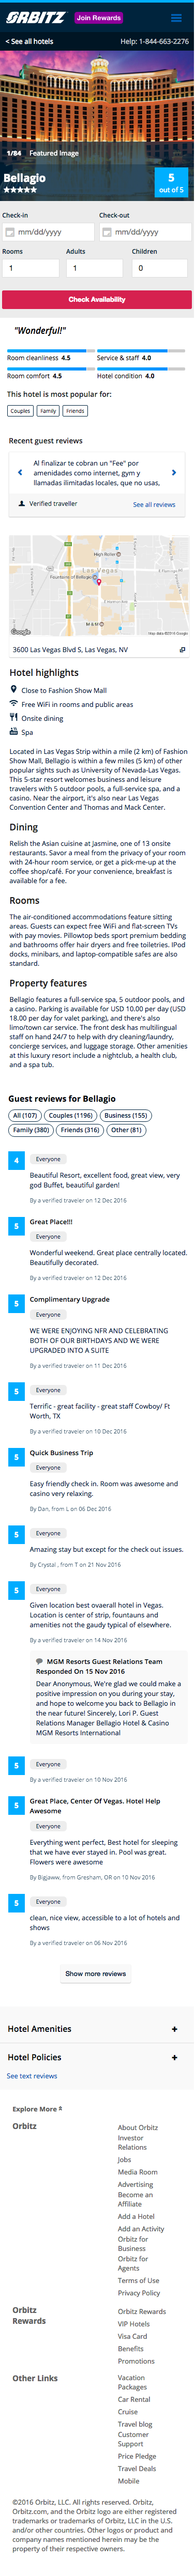 ORBITZ
Join Rewards
< See all hotels
Help: 1-844-663-2276
1/84 Featured Image
Bellagio
★★★★★
5
out of 5
Check-in
Check-out
mm/dd/yyyy
mm/dd/yyyy
Rooms
Adults
Children
1
1
0
Check Availability
"Wonderful!"
Room cleanliness 4.5
Service & staff 4.0
Room comfort 4.5
Hotel condition 4.0
This hotel is most popular for:
Couples
Family
Friends
Recent guest reviews
Al finalizar te cobran un "Fee" por
amenidades como internet, gym y
llamadas ilimitadas locales, que no usas,
Verified traveller
See all reviews
High Roller
Las Vegas
Fountains of Bellagio
MGM
Google
Map data ©2016 Google
3600 Las Vegas Blvd S, Las Vegas, NV
Hotel highlights
Close to Fashion Show Mall
Free WiFi in rooms and public areas
Onsite dining
Spa
Located in Las Vegas Strip within a mile (2 km) of Fashion
Show Mall, Bellagio is within a few miles (5 km) of other
popular sights such as University of Nevada-Las Vegas.
This 5-star resort welcomes business and leisure
travelers with 5 outdoor pools, a full-service spa, and a
casino. Near the airport, it's also near Las Vegas
Convention Center and Thomas and Mack Center.
Dining
Relish the Asian cuisine at Jasmine, one of 13 onsite
restaurants. Savor a meal from the privacy of your room
with 24-hour room service, or get a pick-me-up at the
coffee shop/café. For your convenience, breakfast is
available for a fee.
Rooms
The air-conditioned accommodations feature sitting
areas. Guests can expect free WiFi and flat-screen TVs
with pay movies. Pillowtop beds sport premium bedding
and bathrooms offer hair dryers and free toiletries. IPod
docks, minibars, and laptop-compatible safes are also
standard.
Property features
Bellagio features a full-service spa, 5 outdoor pools, and
a casino. Parking is available for USD 10.00 per day (USD
18.00 per day for valet parking), and there's also
limo/town car service. The front desk has multilingual
staff on hand 24/7 to help with dry cleaning/laundry,
concierge services, and luggage storage. Other amenities
at this luxury resort include a nightclub, a health club,
and a spa tub.
Guest reviews for Bellagio
All (107)
Couples (1196)
Business (155)
Family (380)
Friends (316)
Other (81)
4
Everyone
Beautiful Resort, excellent food, great view, very
god Buffet, beautiful garden!
By a verified traveler on 12 Dec 2016
5
Great Place!!!
Everyone
Wonderful weekend. Great place centrally located.
Beautifully decorated.
By a verified traveler on 12 Dec 2016
5
Complimentary Upgrade
Everyone
WE WERE ENJOYING NFR AND CELEBRATING
BOTH OF OUR BIRTHDAYS AND WE WERE
UPGRADED INTO A SUITE
By a verified traveler on 11 Dec 2016
5
Everyone
Terrific - great facility - great staff Cowboy/ Ft
Worth, TX
By a verified traveler on 10 Dec 2016
5
Quick Business Trip
Everyone
Easy friendly check in. Room was awesome and
casino very relaxing.
By Dan, from L on 06 Dec 2016
5
Everyone
Amazing stay but except for the check out issues.
By Crystal , from T on 21 Nov 2016
5
Everyone
Given location best ovaerall hotel in Vegas.
Location is center of strip, fountauns and
amenities not the gaudy typical of elsewhere.
By a verified traveler on 14 Nov 2016
MGM Resorts Guest Relations Team
Responded On 15 Nov 2016
Dear Anonymous, We're glad we could make a
positive impression on you during your stay,
and hope to welcome you back to Bellagio in
the near future! Sincerely, Lori P. Guest
Relations Manager Bellagio Hotel & Casino
MGM Resorts International
5
Everyone
By a verified traveler on 10 Nov 2016
5
Great Place, Center Of Vegas. Hotel Help
Awesome
Everyone
Everything went perfect, Best hotel for sleeping
that we have ever stayed in. Pool was great.
Flowers were awesome
By Bigjaww, from Gresham, OR on 10 Nov 2016
5
Everyone
clean, nice view, accessible to a lot of hotels and
shows
By a verified traveler on 06 Nov 2016
Show more reviews
Hotel Amenities +
Hotel Policies +
See text reviews
Explore More
Orbitz
About Orbitz
Investor
Relations
Jobs
Media Room
Advertising
Become an
Affiliate
Add a Hotel
Add an Activity
Orbitz for
Business
Orbitz for
Agents
Terms of Use
Privacy Policy
Orbitz
Rewards
Orbitz Rewards
VIP Hotels
Visa Card
Benefits
Promotions
Other Links
Vacation
Packages
Car Rental
Cruise
Travel blog
Customer
Support
Price Pledge
Travel Deals
Mobile
©2016 Orbitz, LLC. All rights reserved. Orbitz,
Orbitz.com, and the Orbitz logo are either registered
trademarks or trademarks of Orbitz, LLC in the U.S.
and/or other countries. Other logos or product and
company names mentioned herein may be the
property of their respective owners.